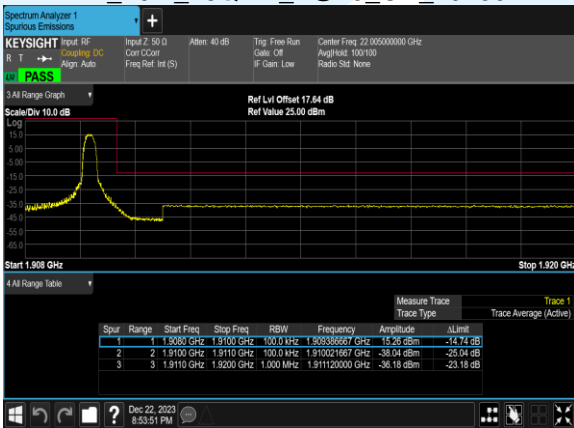 Spectrum Analyzer 1
Spurious Emissions
KEYSIGHT
R T
LXI PASS
Input: RF
Coupling: DC
Align: Auto
Input Z: 50 Ω
Corr CCorr
Freq Ref: Int (S)
Atten: 40 dB
Trig: Free Run
Gate: Off
IF Gain: Low
Center Freq: 22.005000000 GHz
Avg|Hold: 100/100
Radio Std: None
3 All Range Graph
Scale/Div 10.0 dB
Ref Lvl Offset 17.64 dB
Ref Value 25.00 dBm
Log
15.0
5.00
-5.00
-15.0
-25.0
-35.0
-45.0
-55.0
-65.0
Start 1.908 GHz
Stop 1.920 GHz
4 All Range Table
Measure Trace Trace 1
Trace Type Trace Average (Active)
Spur Range Start Freq Stop Freq RBW Frequency Amplitude ΔLimit
1 1 1.9080 GHz 1.9100 GHz 100.0 kHz 1.909386667 GHz 15.26 dBm -14.74 dB
2 2 1.9100 GHz 1.9110 GHz 100.0 kHz 1.910021667 GHz -38.04 dBm -25.04 dB
3 3 1.9110 GHz 1.9200 GHz 1.000 MHz 1.911120000 GHz -36.18 dBm -23.18 dB
?
Dec 22, 2023
8:53:51 PM